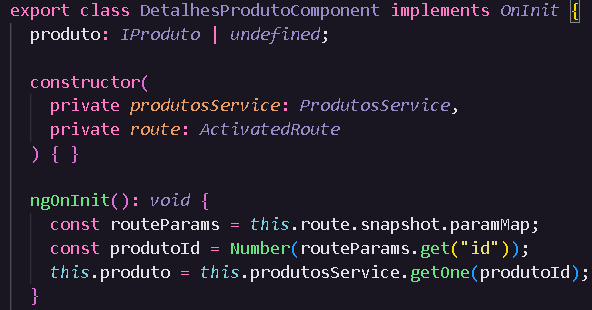 export class DetalhesProdutoComponent implements OnInit {
produto: IProduto | undefined;
constructor(
private produtosService: ProdutosService,
private route: ActivatedRoute
) { }
ngOnInit(): void {
const routeParams = this.route.snapshot.paramMap;
const produtoId = Number(routeParams.get("id"));
this.produto = this.produtosService.getOne(produtoId);
}